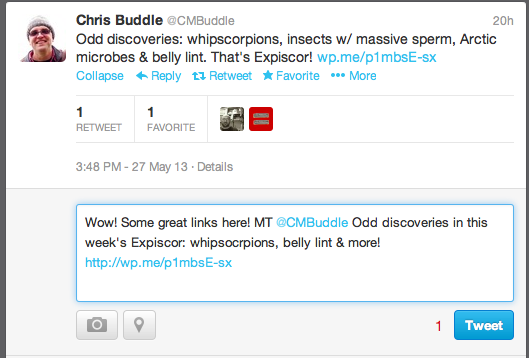 Chris Buddle @CMBuddle 20h
Odd discoveries: whipscorpions, insects w/ massive sperm, Arctic
microbes & belly lint. That's Expiscor! wp.me/p1mbsE-sx
Collapse Reply Retweet Favorite More
1 1
RETWEET FAVORITE
3:48 PM - 27 May 13 · Details
Wow! Some great links here! MT @CMBuddle Odd discoveries in this
week's Expiscor: whipsocrpions, belly lint & more!
http://wp.me/p1mbsE-sx
1 Tweet